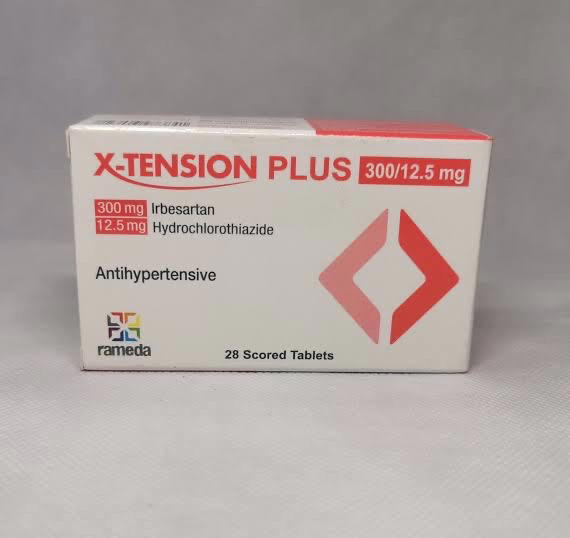 X-TENSION PLUS 300/12.5 mg
300 mg Irbesartan
12.5 mg Hydrochlorothiazide
Antihypertensive
rameda
28 Scored Tablets